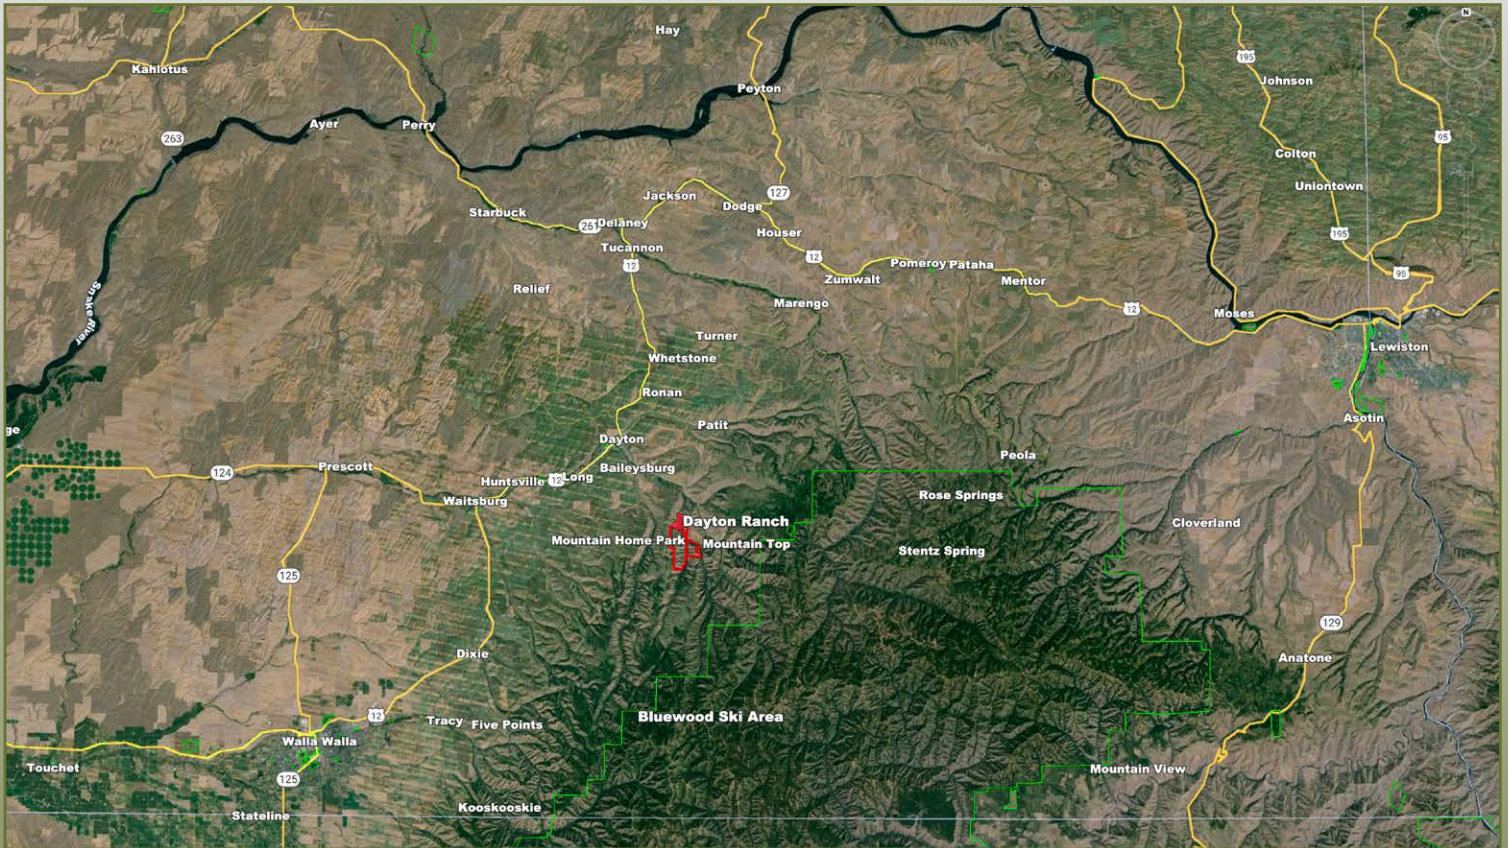 N
Hay
195
Johnson
Kahlotus
Peyton
Ayer
Perry
263
95
Colton
Uniontown
Jackson
127
Dodge
Starbuck
261
Delaney
Houser
195
Tucannon
12
12
Pomeroy
Pataha
95
Zumwalt
Mentor
Relief
Snake River
Marengo
12
Moses
Turner
Lewiston
Whetstone
Ronan
Asotin
Patit
ge
Dayton
Peola
124
Prescott
Baileysburg
Huntsville
12
Long
Waitsburg
Rose Springs
Dayton Ranch
Cloverland
Mountain Home Park
Mountain Top
Stentz Spring
125
129
Dixie
Anatone
12
Tracy
Five Points
Bluewood Ski Area
Walla Walla
Touchet
125
Mountain View
Kooskooskie
Stateline